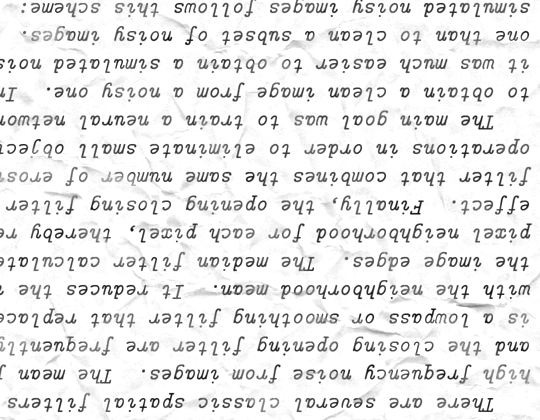 There are several classic spatial filters
high frequency noise from images. The mean f
and the closing opening filter are frequently
is a lowpass or smoothing filter that replace
with the neighborhood mean. It reduces the
the image edges. The median filter calculate
pixel neighborhood for each pixel, thereby re
effect. Finally, the opening closing filter
filter that combines the same number of erosi
operations in order to eliminate small objec
The main goal was to train a neural networ
to obtain a clean image from a noisy one. In
it was much easier to obtain a simulated nois
one than to clean a subset of noisy images.
simulated noisy images follows this scheme: